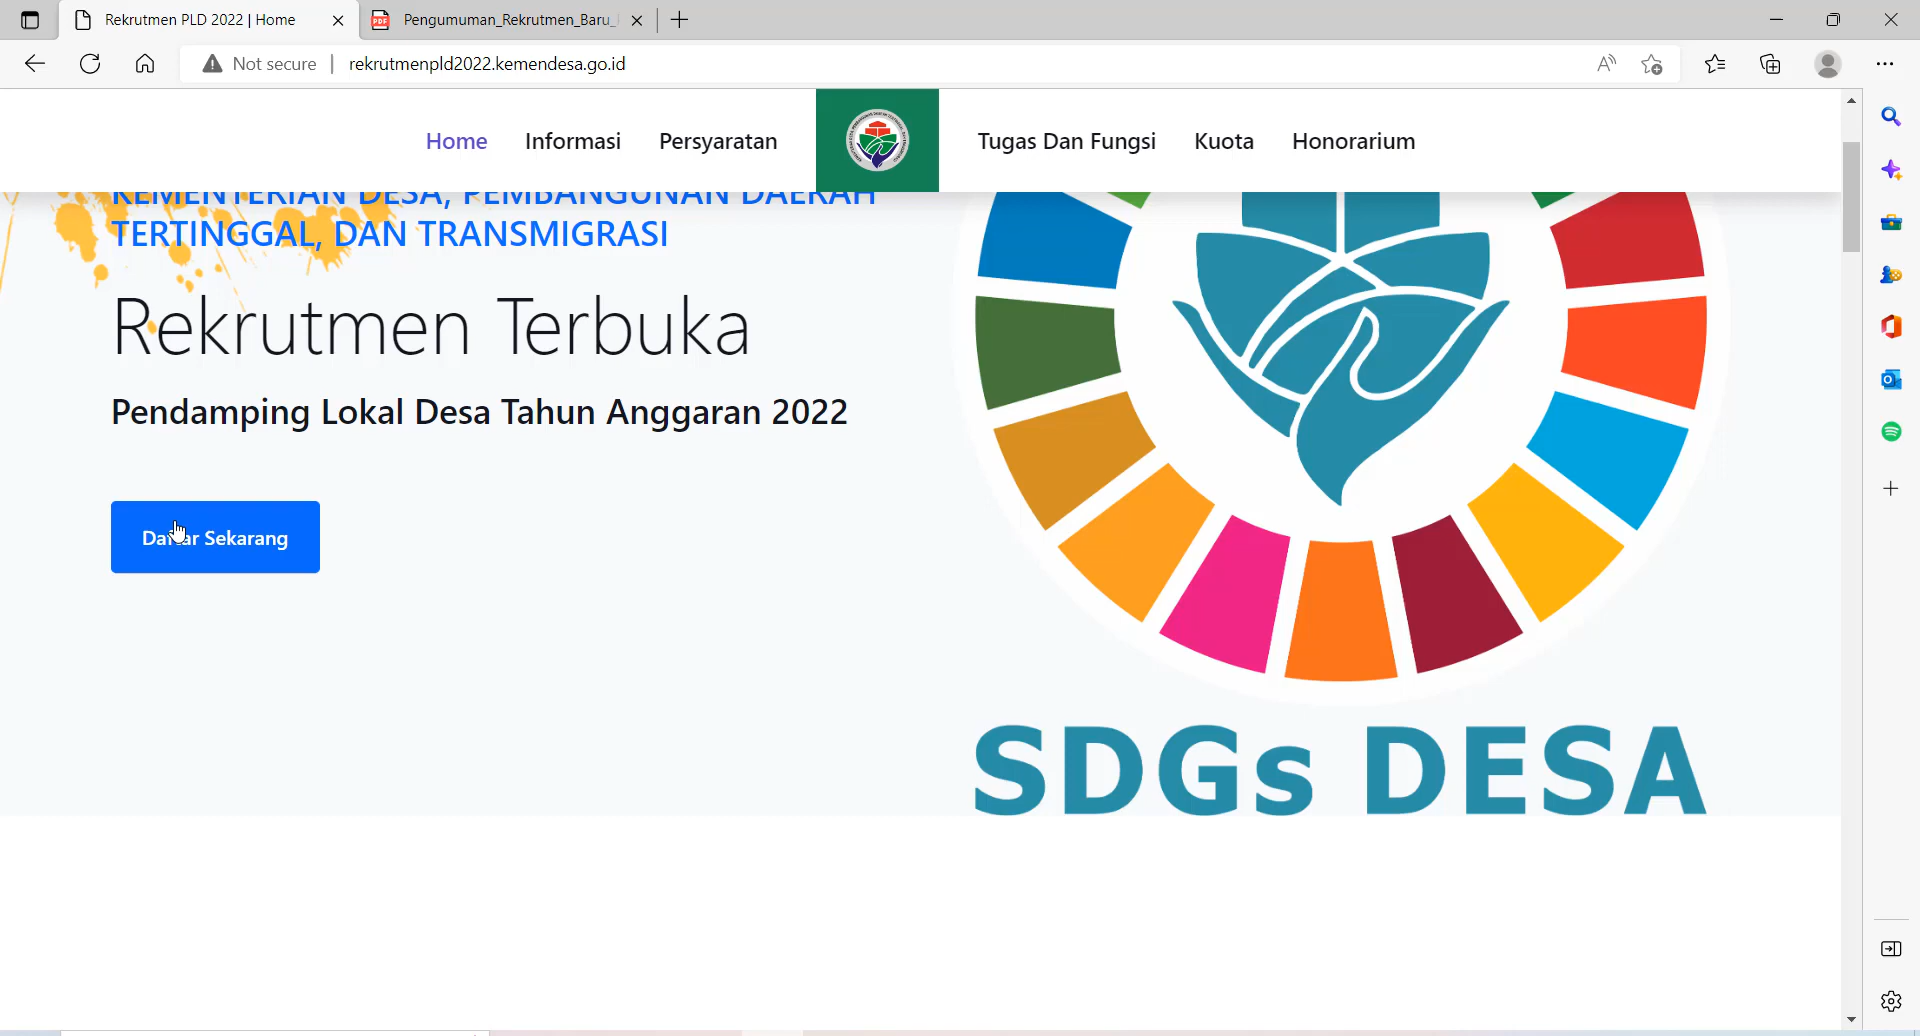 Rekrutmen PLD 2022 | Home
Pengumuman_Rekrutmen_Baru_
Not secure
rekrutmenpld2022.kemendesa.go.id
Home
Informasi
Persyaratan
Tugas Dan Fungsi
Kuota
Honorarium
KEMENTERIAN DESA, PEMBANGUNAN DAERAH
TERTINGGAL, DAN TRANSMIGRASI
Rekrutmen Terbuka
Pendamping Lokal Desa Tahun Anggaran 2022
Daftar Sekarang
SDGs DESA